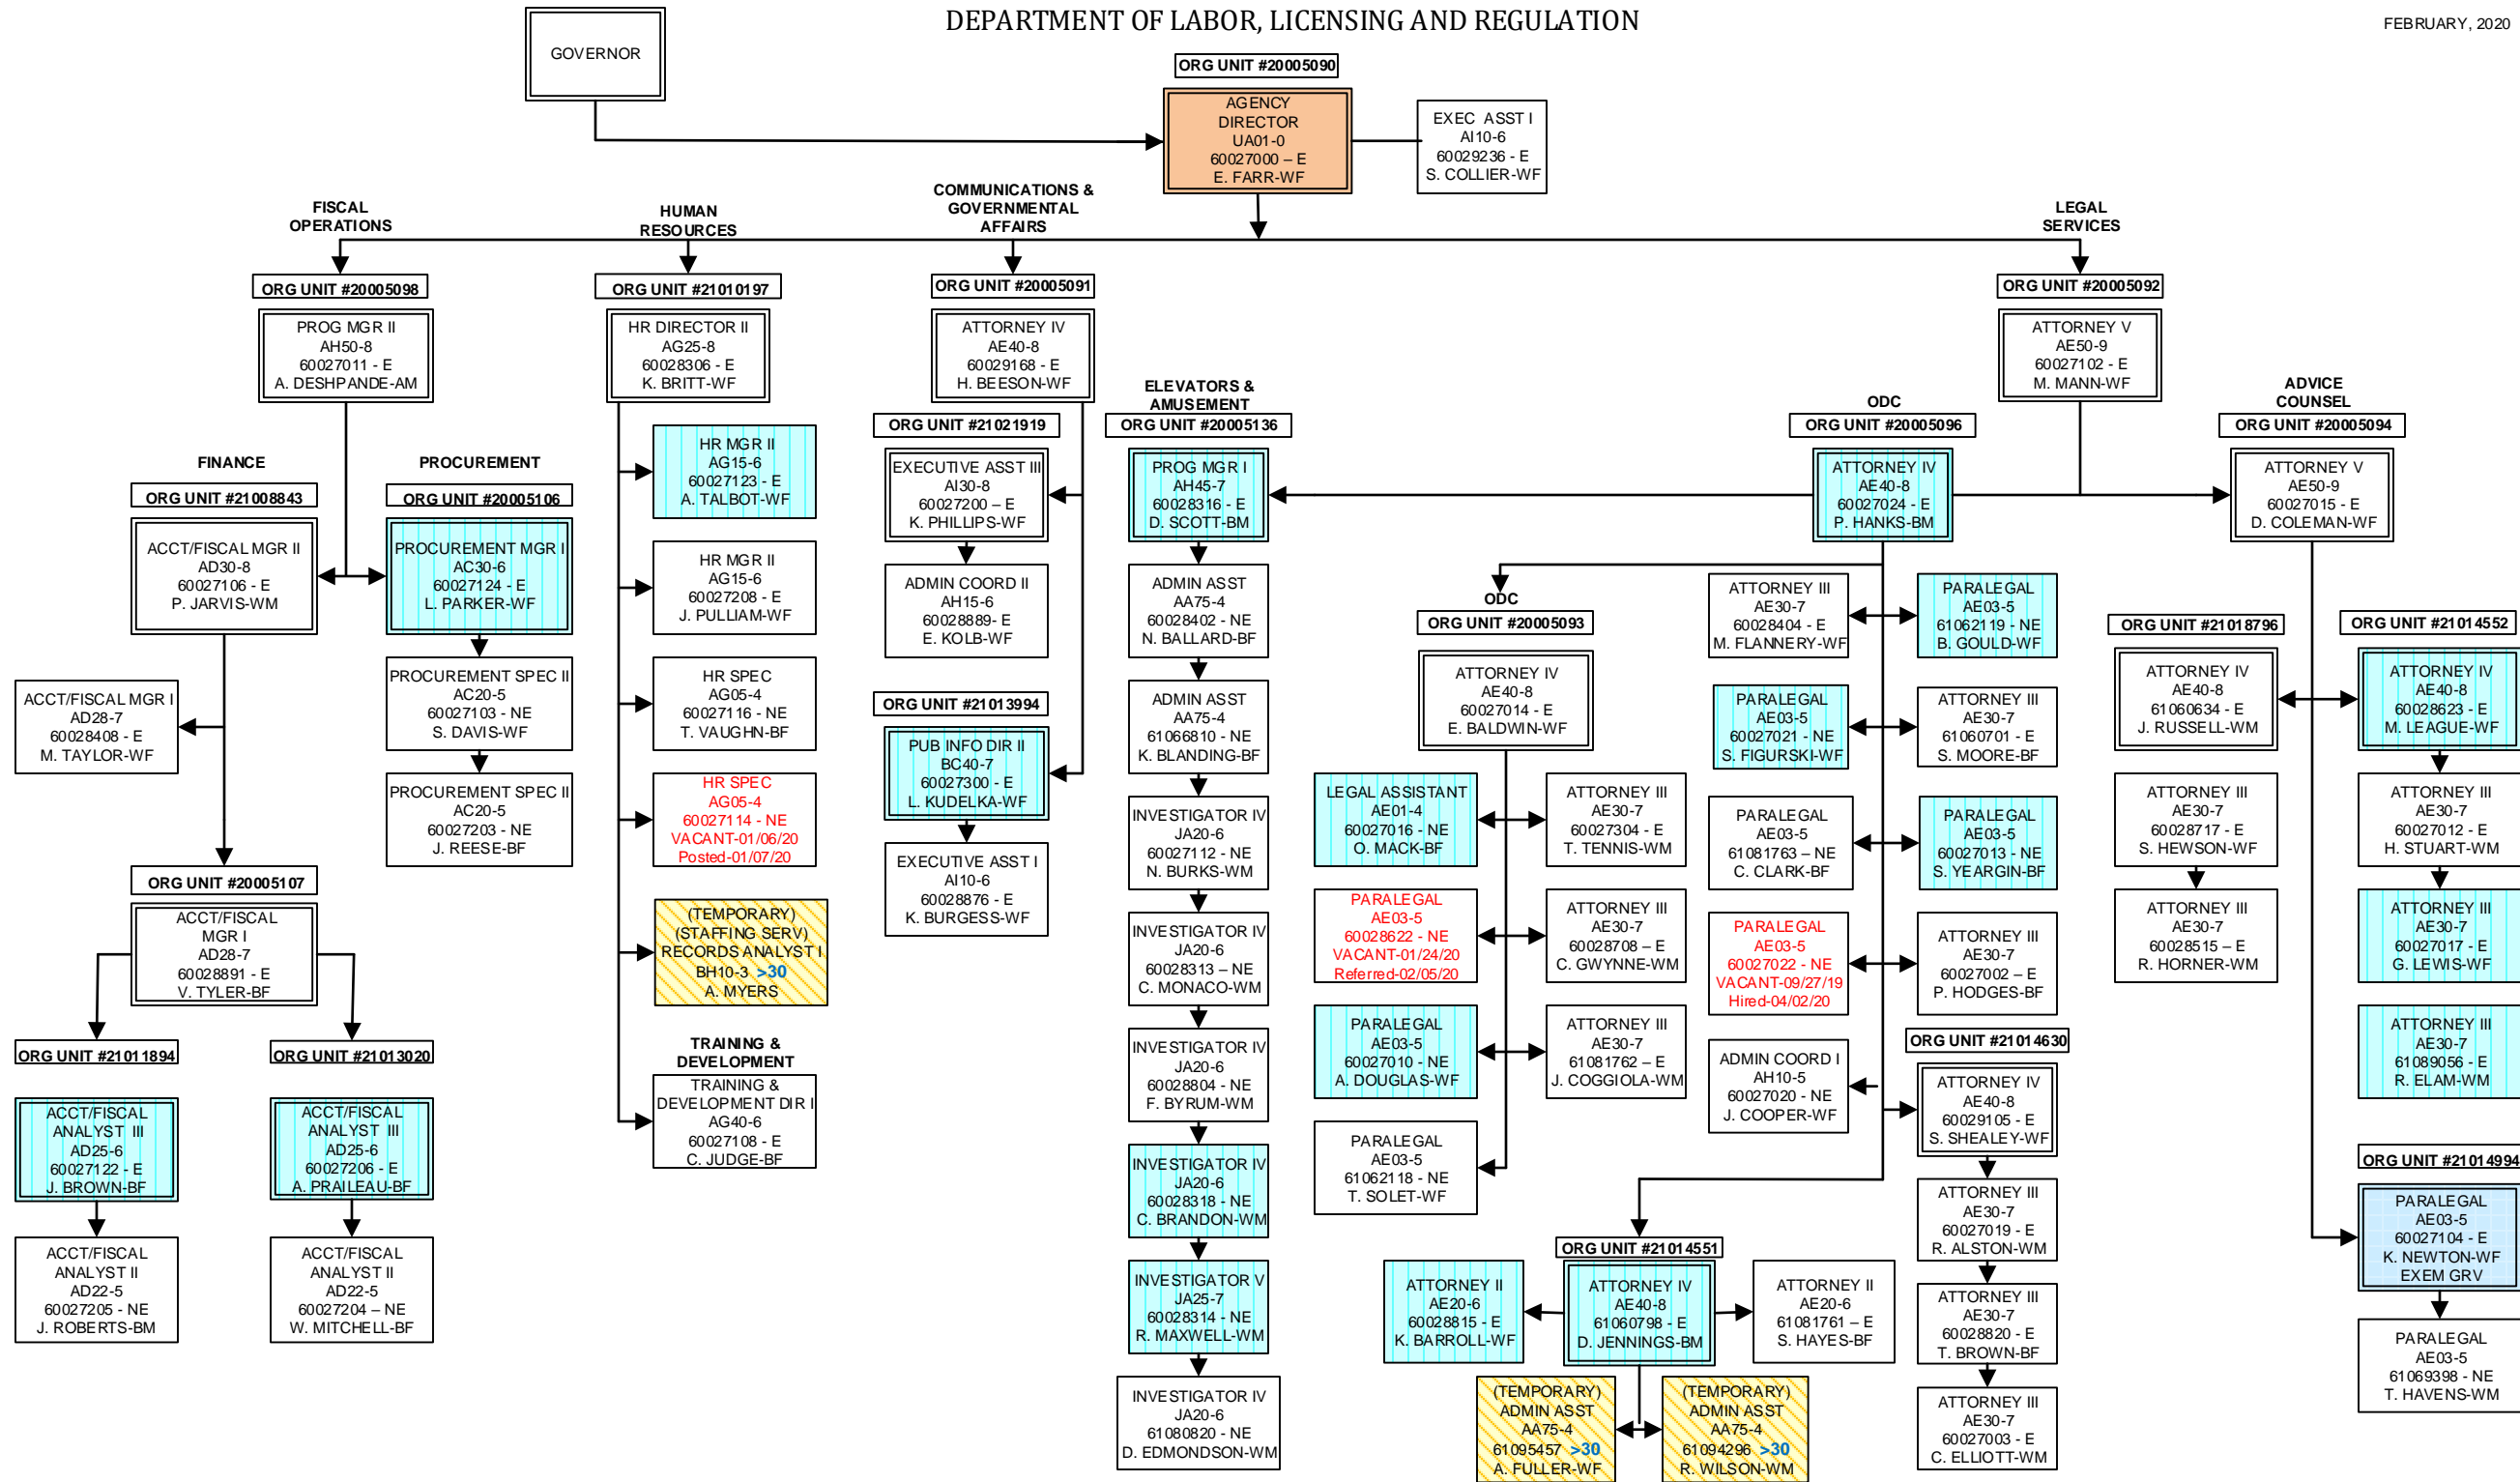 DEPARTMENT OF LABOR, LICENSING AND REGULATION
FEBRUARY, 2020
GOVERNOR
ORG UNIT #20005090
AGENCY
DIRECTOR
UA01-0
60027000 – E
E. FARR-WF
EXEC ASST I
AI10-6
60029236 - E
S. COLLIER-WF
FISCAL
OPERATIONS
HUMAN
RESOURCES
COMMUNICATIONS &
GOVERNMENTAL
AFFAIRS
LEGAL
SERVICES
ORG UNIT #20005098
PROG MGR II
AH50-8
60027011 - E
A. DESHPANDE-AM
FINANCE
ORG UNIT #21008843
ACCT/FISCAL MGR II
AD30-8
60027106 - E
P. JARVIS-WM
PROCUREMENT
ORG UNIT #20005106
PROCUREMENT MGR I
AC30-6
60027124 - E
L. PARKER-WF
PROCUREMENT SPEC II
AC20-5
60027103 - NE
S. DAVIS-WF
PROCUREMENT SPEC II
AC20-5
60027203 - NE
J. REESE-BF
ACCT/FISCAL MGR I
AD28-7
60028408 – E
M. TAYLOR-WF
ORG UNIT #20005107
ACCT/FISCAL
MGR I
AD28-7
60028891 - E
V. TYLER-BF
ORG UNIT #21011894
ACCT/FISCAL
ANALYST III
AD25-6
60027122 - E
J. BROWN-BF
ACCT/FISCAL
ANALYST II
AD22-5
60027205 - NE
J. ROBERTS-BM
ORG UNIT #21013020
ACCT/FISCAL
ANALYST III
AD25-6
60027206 - E
A. PRAILEAU-BF
ACCT/FISCAL
ANALYST II
AD22-5
60027204 – NE
W. MITCHELL-BF
ORG UNIT #21010197
HR DIRECTOR II
AG25-8
60028306 - E
K. BRITT-WF
HR MGR II
AG15-6
60027123 - E
A. TALBOT-WF
HR MGR II
AG15-6
60027208 - E
J. PULLIAM-WF
HR SPEC
AG05-4
60027116 - NE
T. VAUGHN-BF
HR SPEC
AG05-4
60027114 - NE
VACANT-01/06/20
Posted-01/07/20
(TEMPORARY)
(STAFFING SERV)
RECORDS ANALYST I
BH10-3 >30
A. MYERS
TRAINING &
DEVELOPMENT
TRAINING &
DEVELOPMENT DIR I
AG40-6
60027108 - E
C. JUDGE-BF
ORG UNIT #20005091
ATTORNEY IV
AE40-8
60029168 - E
H. BEESON-WF
ORG UNIT #21021919
EXECUTIVE ASST III
AI30-8
60027200 – E
K. PHILLIPS-WF
ADMIN COORD II
AH15-6
60028889- E
E. KOLB-WF
ORG UNIT #21013994
PUB INFO DIR II
BC40-7
60027300 - E
L. KUDELKA-WF
EXECUTIVE ASST I
AI10-6
60028876 - E
K. BURGESS-WF
ELEVATORS &
AMUSEMENT
ORG UNIT #20005136
PROG MGR I
AH45-7
60028316 – E
D. SCOTT-BM
ADMIN ASST
AA75-4
60028402 - NE
N. BALLARD-BF
ADMIN ASST
AA75-4
61066810 – NE
K. BLANDING-BF
INVESTIGATOR IV
JA20-6
60027112 - NE
N. BURKS-WM
INVESTIGATOR IV
JA20-6
60028313 – NE
C. MONACO-WM
INVESTIGATOR IV
JA20-6
60028804 - NE
F. BYRUM-WM
INVESTIGATOR IV
JA20-6
60028318 - NE
C. BRANDON-WM
INVESTIGATOR V
JA25-7
60028314 - NE
R. MAXWELL-WM
INVESTIGATOR IV
JA20-6
61080820 - NE
D. EDMONDSON-WM
ORG UNIT #20005092
ATTORNEY V
AE50-9
60027102 - E
M. MANN-WF
ODC
ORG UNIT #20005096
ATTORNEY IV
AE40-8
60027024 - E
P. HANKS-BM
ODC
ORG UNIT #20005093
ATTORNEY IV
AE40-8
60027014 - E
E. BALDWIN-WF
LEGAL ASSISTANT
AE01-4
60027016 - NE
O. MACK-BF
ATTORNEY III
AE30-7
60027304 – E
T. TENNIS-WM
PARALEGAL
AE03-5
60028622 - NE
VACANT-01/24/20
Referred-02/05/20
ATTORNEY III
AE30-7
60028708 – E
C. GWYNNE-WM
PARALEGAL
AE03-5
60027010 - NE
A. DOUGLAS-WF
ATTORNEY III
AE30-7
61081762 – E
J. COGGIOLA-WM
PARALEGAL
AE03-5
61062118 - NE
T. SOLET-WF
ATTORNEY III
AE30-7
60028404 - E
M. FLANNERY-WF
PARALEGAL
AE03-5
61062119 - NE
B. GOULD-WF
PARALEGAL
AE03-5
60027021 - NE
S. FIGURSKI-WF
ATTORNEY III
AE30-7
61060701 – E
S. MOORE-BF
PARALEGAL
AE03-5
61081763 – NE
C. CLARK-BF
PARALEGAL
AE03-5
60027013 - NE
S. YEARGIN-BF
PARALEGAL
AE03-5
60027022 - NE
VACANT-09/27/19
Hired-04/02/20
ATTORNEY III
AE30-7
60027002 – E
P. HODGES-BF
ADMIN COORD I
AH10-5
60027020 - NE
J. COOPER-WF
ORG UNIT #21014630
ATTORNEY IV
AE40-8
60029105 - E
S. SHEALEY-WF
ATTORNEY III
AE30-7
60027019 - E
R. ALSTON-WM
ATTORNEY III
AE30-7
60028820 - E
T. BROWN-BF
ATTORNEY III
AE30-7
60027003 - E
C. ELLIOTT-WM
ORG UNIT #21014551
ATTORNEY II
AE20-6
60028815 - E
K. BARROLL-WF
ATTORNEY IV
AE40-8
61060798 - E
D. JENNINGS-BM
ATTORNEY II
AE20-6
61081761 – E
S. HAYES-BF
(TEMPORARY)
ADMIN ASST
AA75-4
61095457 >30
A. FULLER-WF
(TEMPORARY)
ADMIN ASST
AA75-4
61094296 >30
R. WILSON-WM
ADVICE
COUNSEL
ORG UNIT #20005094
ATTORNEY V
AE50-9
60027015 - E
D. COLEMAN-WF
ORG UNIT #21018796
ATTORNEY IV
AE40-8
61060634 – E
J. RUSSELL-WM
ATTORNEY III
AE30-7
60028717 – E
S. HEWSON-WF
ATTORNEY III
AE30-7
60028515 – E
R. HORNER-WM
ORG UNIT #21014552
ATTORNEY IV
AE40-8
60028623 - E
M. LEAGUE-WF
ATTORNEY III
AE30-7
60027012 - E
H. STUART-WM
ATTORNEY III
AE30-7
60027017 - E
G. LEWIS-WF
ATTORNEY III
AE30-7
61089056 – E
R. ELAM-WM
ORG UNIT #21014994
PARALEGAL
AE03-5
60027104 – E
K. NEWTON-WF
EXEM GRV
PARALEGAL
AE03-5
61069398 - NE
T. HAVENS-WM